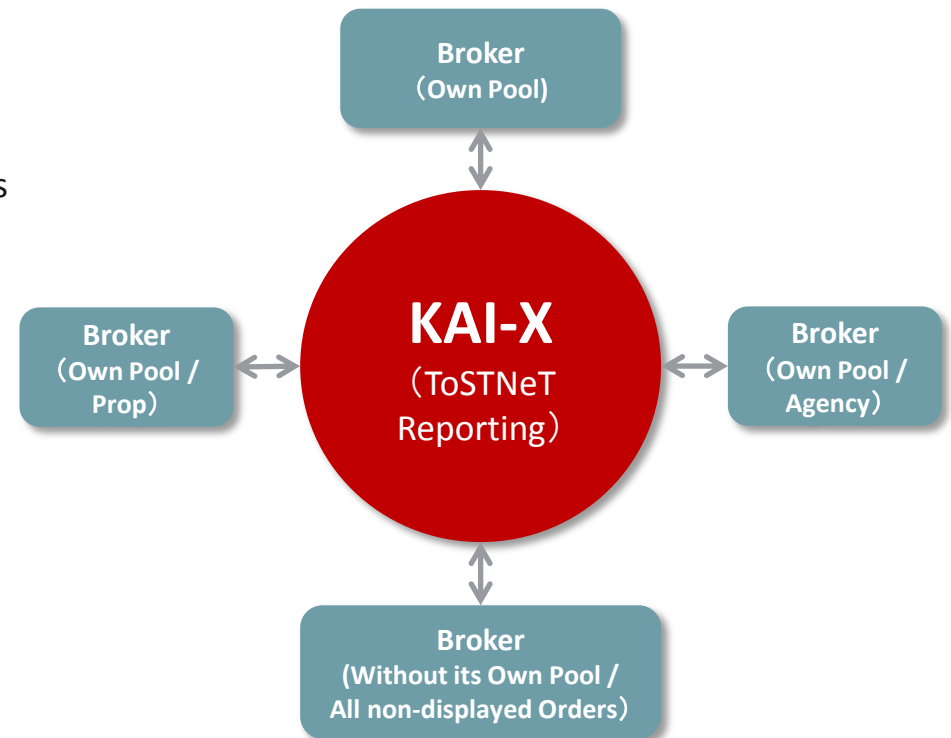 Broker
（Own Pool)
s
KAI-X
（ToSTNeT
Reporting）
Broker
（Own Pool /
Prop）
Broker
（Own Pool /
Agency）
Broker
(Without its Own Pool /
All non-displayed Orders）